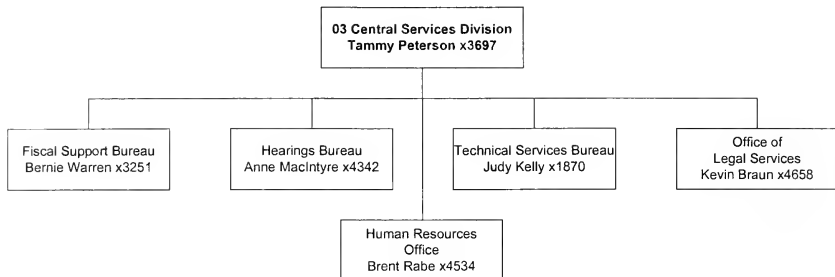 03 Central Services Division
Tammy Peterson x3697
Fiscal Support Bureau
Bernie Warren x3251
Hearings Bureau
Anne MacIntyre x4342
Technical Services Bureau
Judy Kelly x1870
Office of
Legal Services
Kevin Braun x4658
Human Resources
Office
Brent Rabe x4534